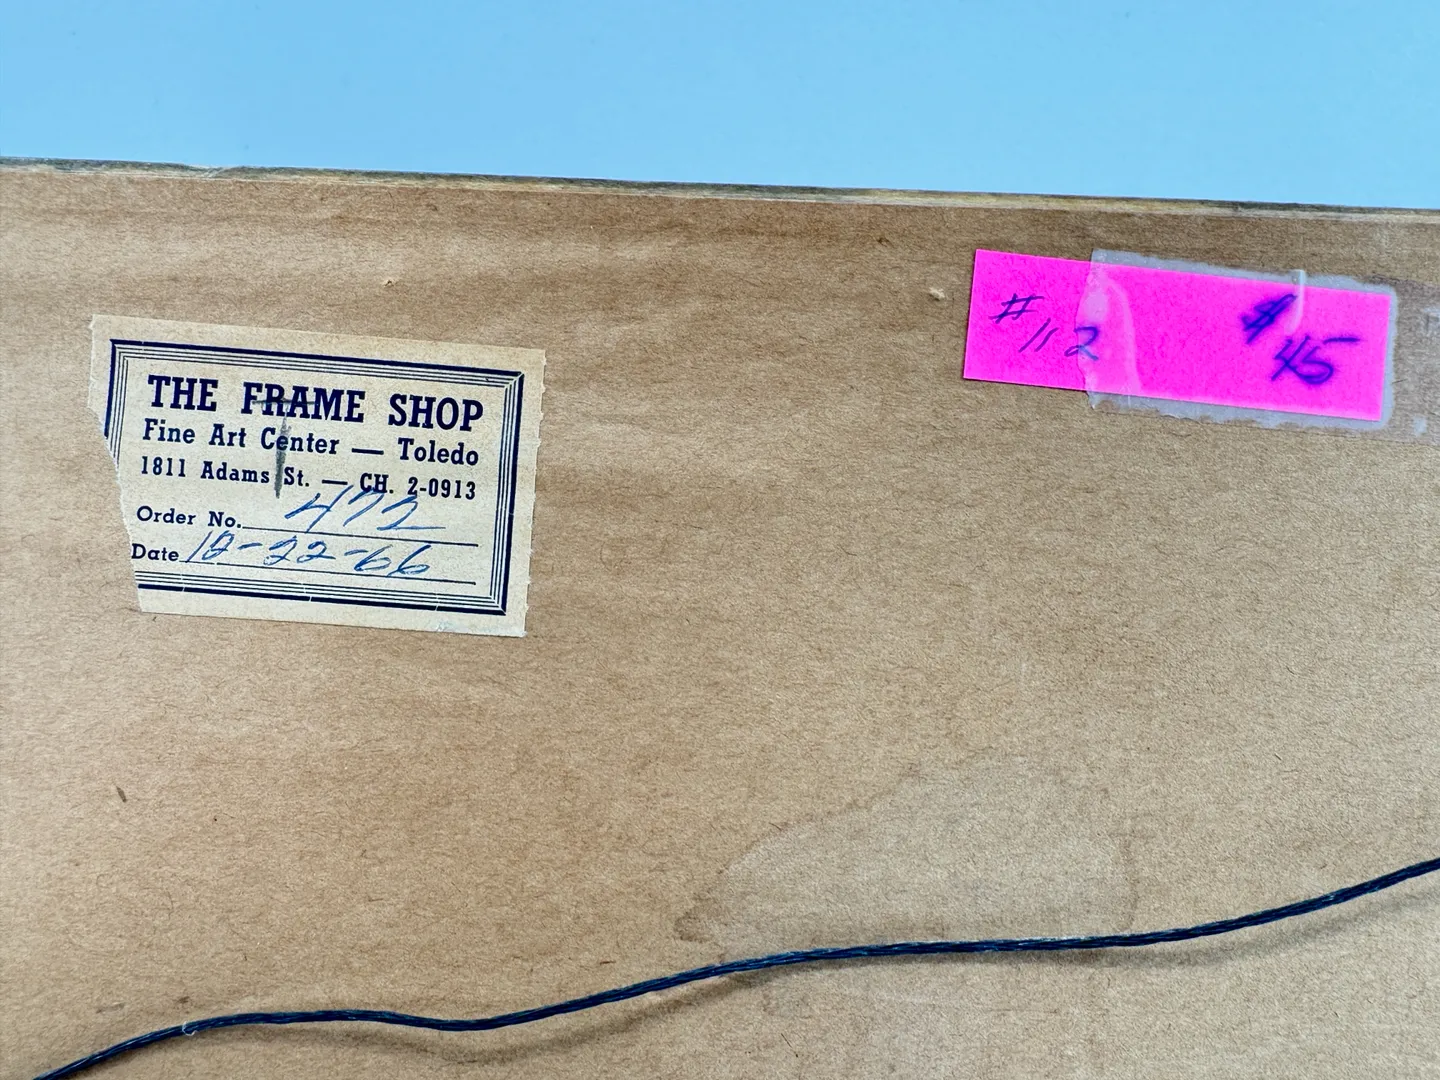 THE FRAME SHOP
Fine Art Center — Toledo
1811 Adams St. — CH. 2-0913
Order No. 472
Date 12-22-66
# 112
$ 45